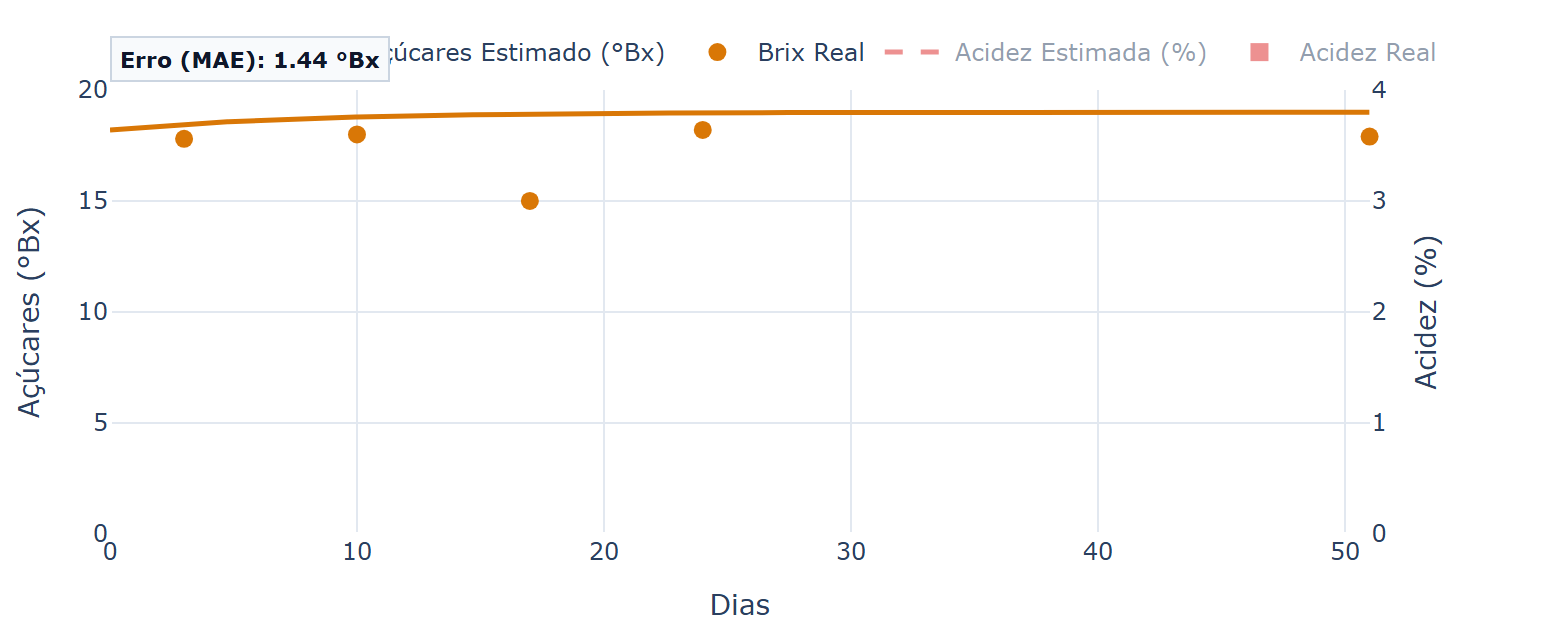 Erro (MAE): 1.44 °Bx
çúcares Estimado (°Bx) Brix Real Acidez Estimada (%) Acidez Real
20
15
10
5
0
Açúcares (°Bx)
4
3
2
1
0
Acidez (%)
0 10 20 30 40 50
Dias